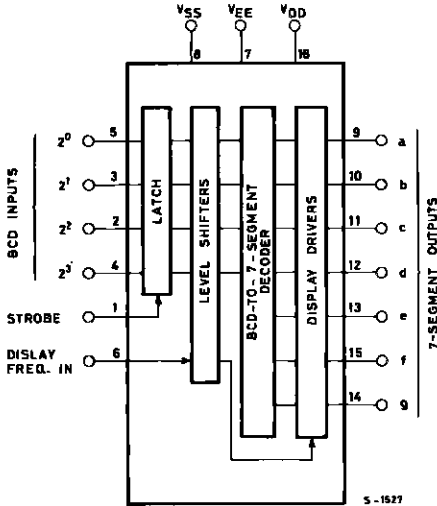 VSS VEE VDD
8 7 16
BCD INPUTS
2⁰ 5
2¹ 3
2² 2
2³ 4
STROBE 1
DISLAY
FREQ. IN 6
LATCH
LEVEL SHIFTERS
BCD-TO-7-SEGMENT
DECODER
DISPLAY DRIVERS
9 a
10 b
11 c
12 d
13 e
15 f
14 g
7-SEGMENT OUTPUTS
S-1527